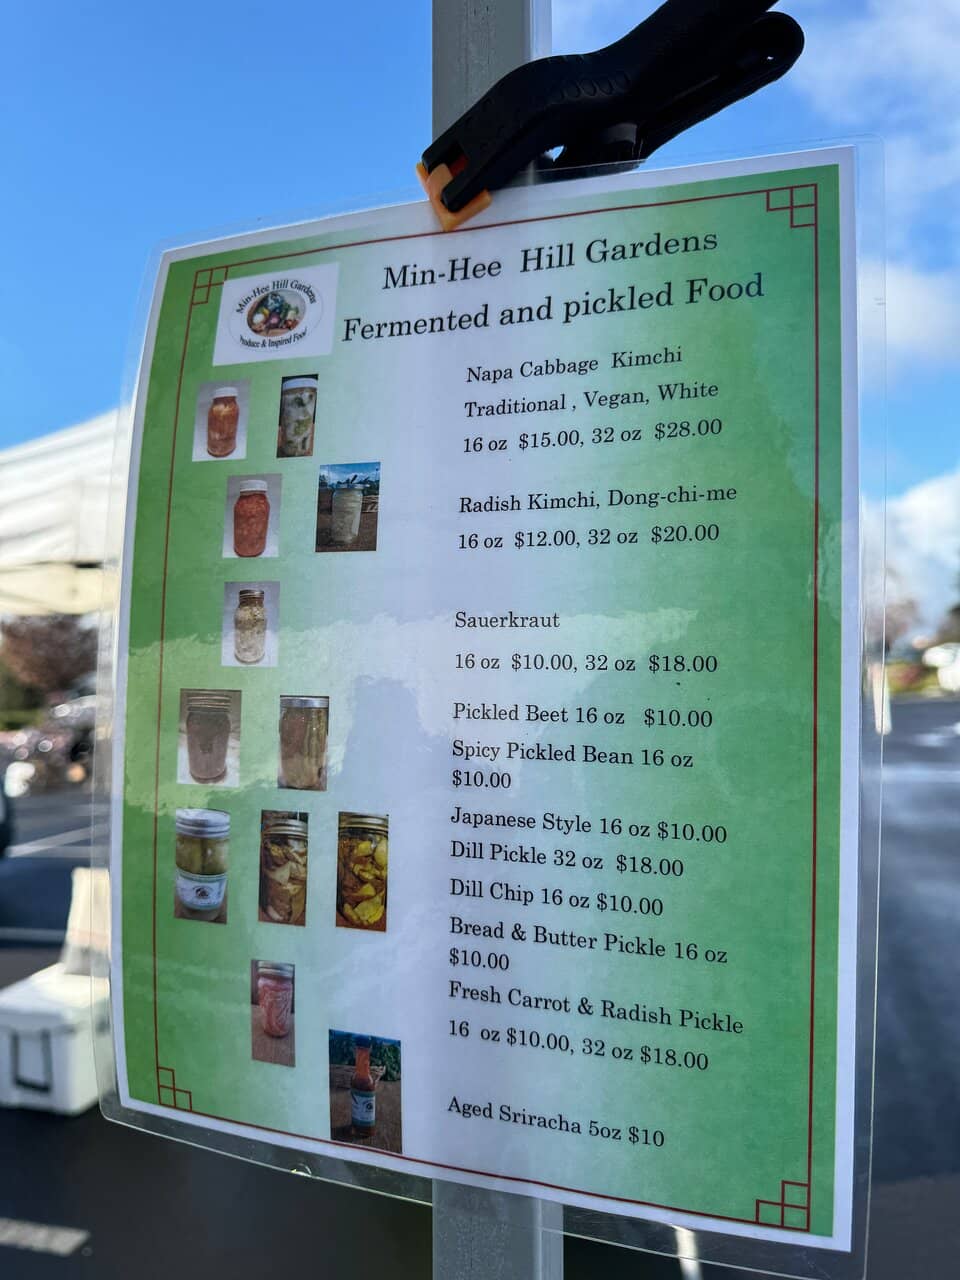 Min-Hee Hill Gardens
Fermented and pickled Food
Min-Hee Hill Gardens
Produce & Inspired Food
Napa Cabbage Kimchi
Traditional , Vegan, White
16 oz $15.00, 32 oz $28.00
Radish Kimchi, Dong-chi-me
16 oz $12.00, 32 oz $20.00
Sauerkraut
16 oz $10.00, 32 oz $18.00
Pickled Beet 16 oz $10.00
Spicy Pickled Bean 16 oz
$10.00
Japanese Style 16 oz $10.00
Dill Pickle 32 oz $18.00
Dill Chip 16 oz $10.00
Bread & Butter Pickle 16 oz
$10.00
Fresh Carrot & Radish Pickle
16 oz $10.00, 32 oz $18.00
Aged Sriracha 5oz $10